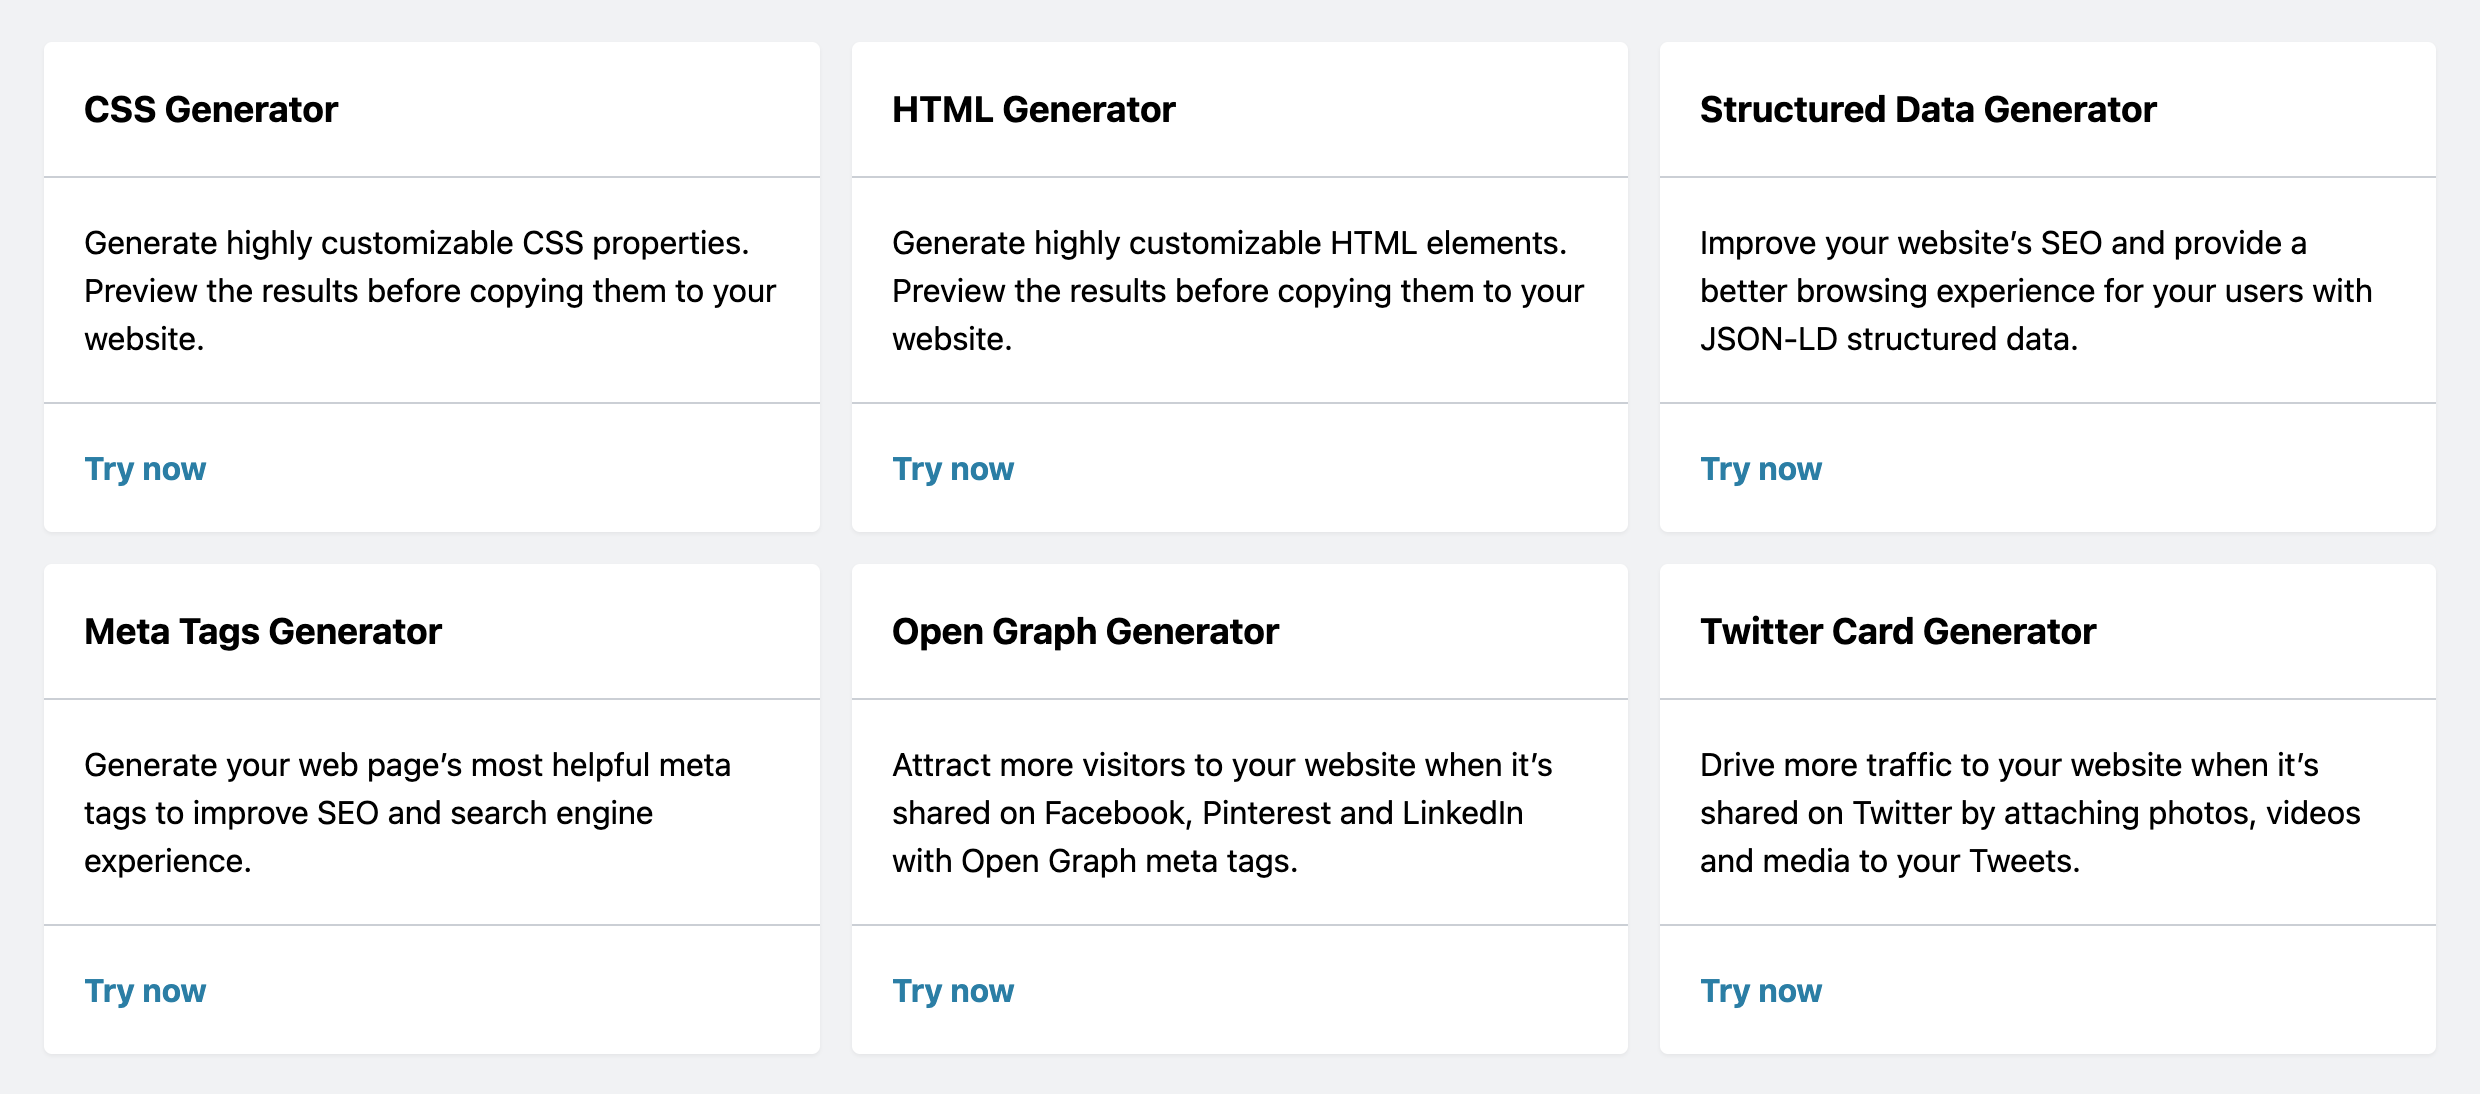 CSS Generator
Generate highly customizable CSS properties.
Preview the results before copying them to your
website.
Try now
HTML Generator
Generate highly customizable HTML elements.
Preview the results before copying them to your
website.
Try now
Structured Data Generator
Improve your website’s SEO and provide a
better browsing experience for your users with
JSON-LD structured data.
Try now
Meta Tags Generator
Generate your web page’s most helpful meta
tags to improve SEO and search engine
experience.
Try now
Open Graph Generator
Attract more visitors to your website when it’s
shared on Facebook, Pinterest and LinkedIn
with Open Graph meta tags.
Try now
Twitter Card Generator
Drive more traffic to your website when it’s
shared on Twitter by attaching photos, videos
and media to your Tweets.
Try now